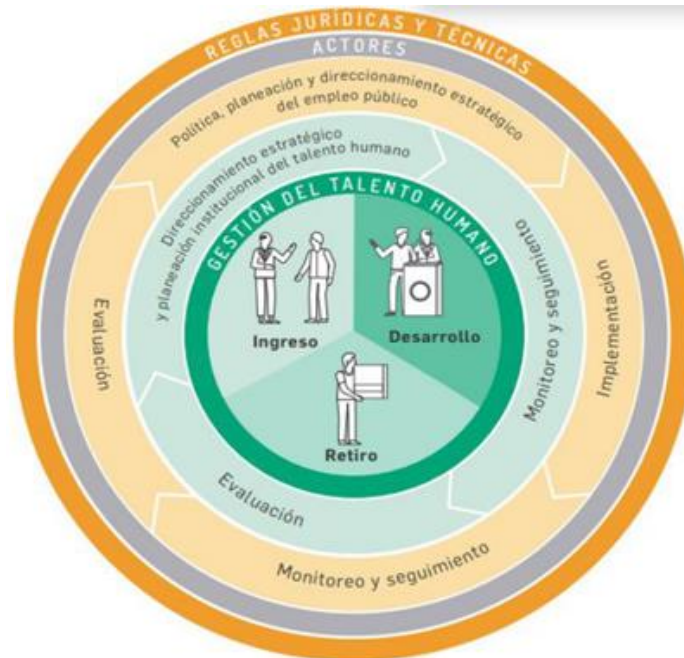 REGLAS JURÍDICAS Y TÉCNICAS
ACTORES
Política, planeación y direccionamiento estratégico
del empleo público
Direccionamiento estratégico
y planeación institucional del talento humano
GESTIÓN DEL TALENTO HUMANO
Ingreso
Desarrollo
Retiro
Monitoreo y seguimiento
Evaluación
Implementación
Monitoreo y seguimiento
Evaluación